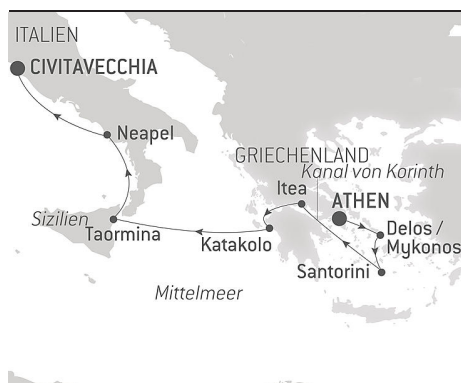 ITALIEN
CIVITAVECCHIA
Neapel
GRIECHENLAND
Kanal von Korinth
Itea
ATHEN
Sizilien
Taormina
Katakolo
Delos /
Mykonos
Santorini
Mittelmeer